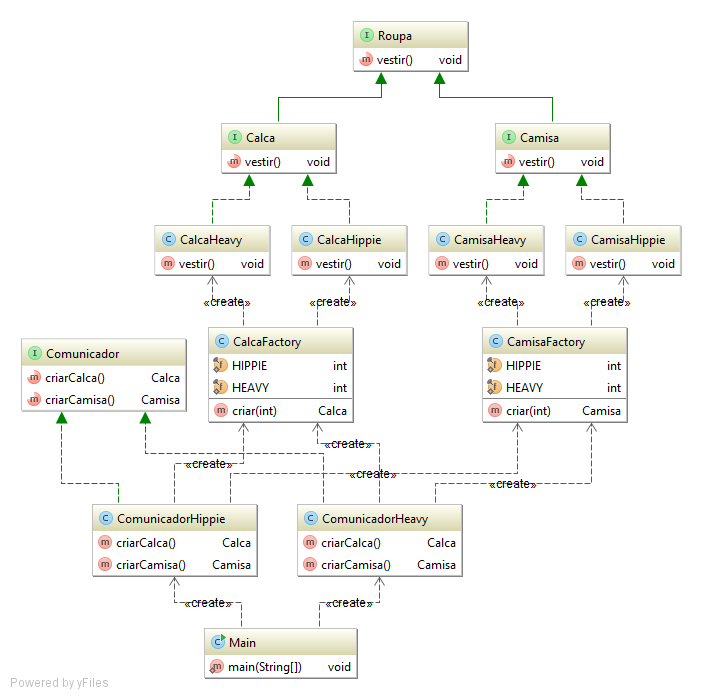 I Roupa
m vestir() void
I Calca
m vestir() void
I Camisa
m vestir() void
C CalcaHeavy
m vestir() void
C CalcaHippie
m vestir() void
C CamisaHeavy
m vestir() void
C CamisaHippie
m vestir() void
«create»
«create»
«create»
«create»
C CalcaFactory
f HIPPIE int
f HEAVY int
m criar(int) Calca
C CamisaFactory
f HIPPIE int
f HEAVY int
m criar(int) Camisa
I Comunicador
m criarCalca() Calca
m criarCamisa() Camisa
«create»
«create»
«create»
«create»
C ComunicadorHippie
m criarCalca() Calca
m criarCamisa() Camisa
C ComunicadorHeavy
m criarCalca() Calca
m criarCamisa() Camisa
«create»
«create»
C Main
m main(String[]) void
Powered by yFiles